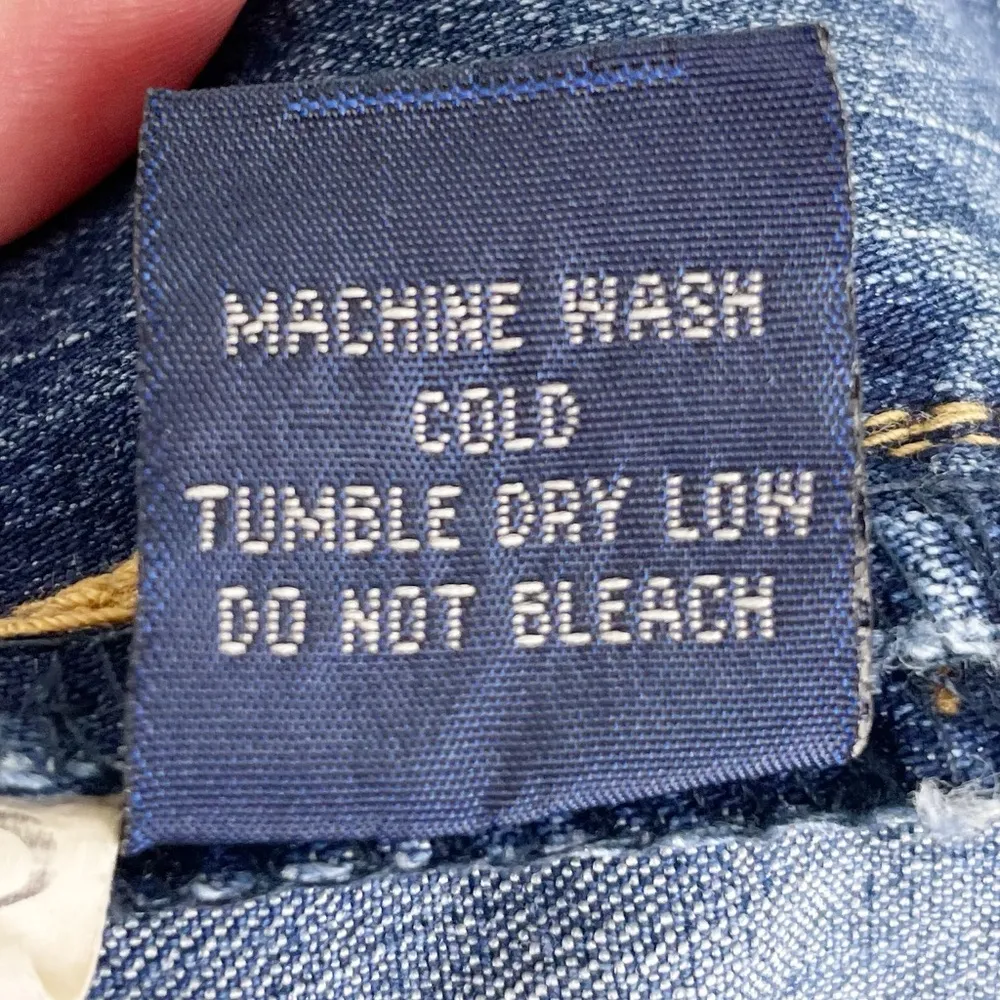 MACHINE WASH
COLD
TUMBLE DRY LOW
DO NOT BLEACH